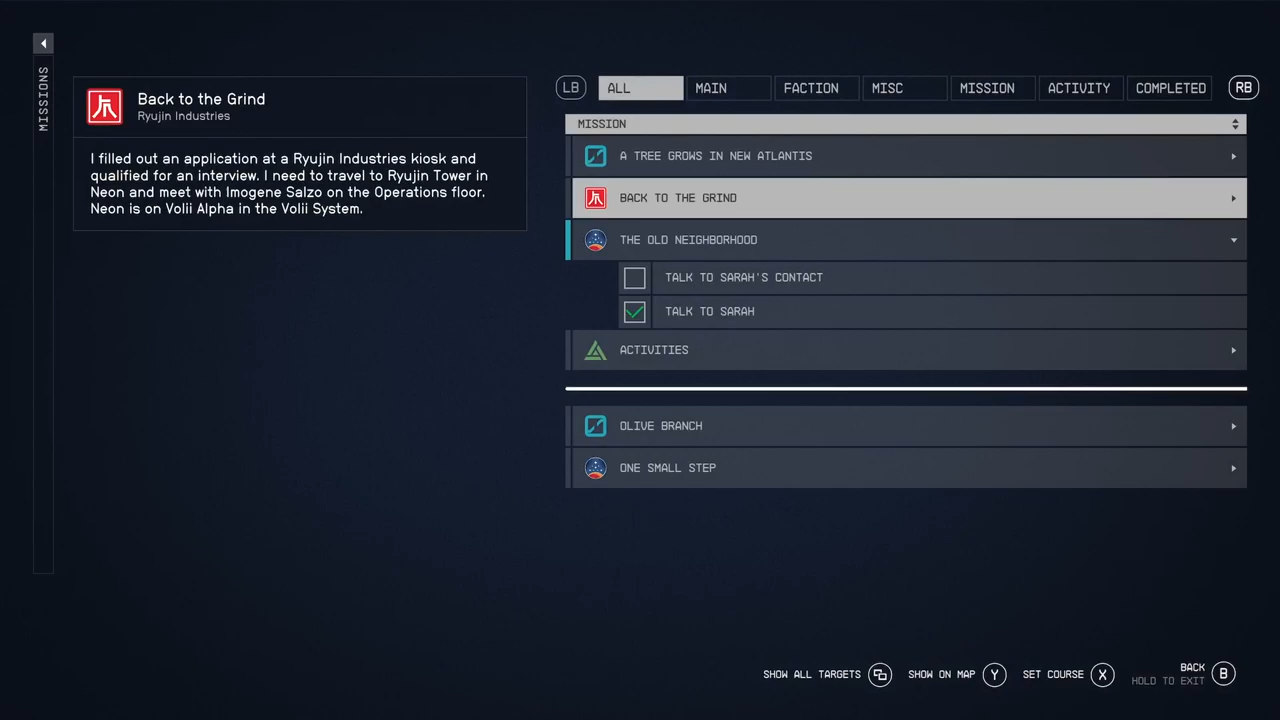 MISSIONS
Back to the Grind
Ryujin Industries
I filled out an application at a Ryujin Industries kiosk and
qualified for an interview. I need to travel to Ryujin Tower in
Neon and meet with Imogene Salzo on the Operations floor.
Neon is on Volii Alpha in the Volii System.
LB ALL MAIN FACTION MISC MISSION ACTIVITY COMPLETED RB
MISSION
A TREE GROWS IN NEW ATLANTIS
BACK TO THE GRIND
THE OLD NEIGHBORHOOD
TALK TO SARAH'S CONTACT
TALK TO SARAH
ACTIVITIES
OLIVE BRANCH
ONE SMALL STEP
SHOW ALL TARGETS SHOW ON MAP Y SET COURSE X BACK B
HOLD TO EXIT